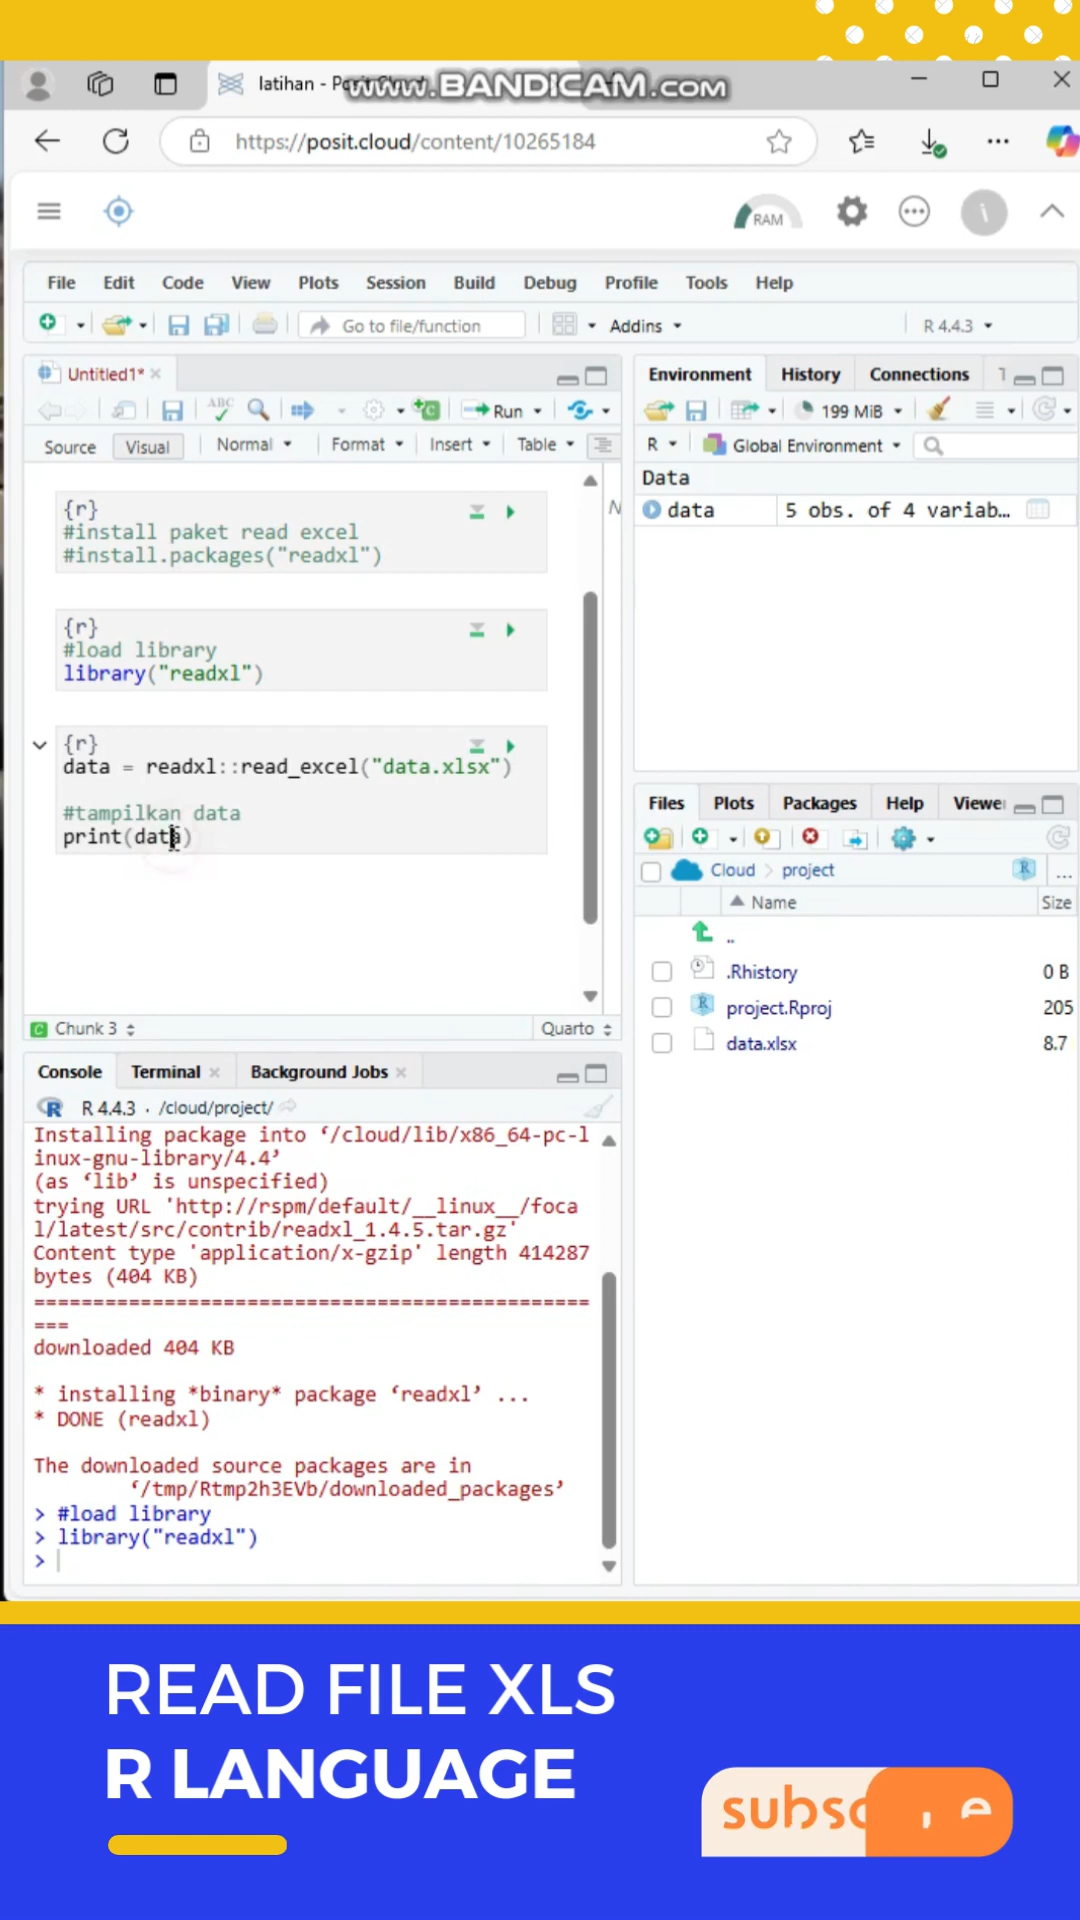 latihan - Posit Cloud
www.BANDICAM.com
https://posit.cloud/content/10265184
RAM
i
File Edit Code View Plots Session Build Debug Profile Tools Help
Go to file/function
Addins
R 4.4.3
Untitled1*
ABC
Run
Source Visual Normal Format Insert Table
{r}
#install paket read excel
#install.packages("readxl")
{r}
#load library
library("readxl")
{r}
data = readxl::read_excel("data.xlsx")
#tampilkan data
print(data)
Chunk 3
Quarto
Environment History Connections
199 MiB
R Global Environment
Data
data 5 obs. of 4 variab…
Files Plots Packages Help Viewe
Cloud project
...
Name Size
..
.Rhistory 0 B
project.Rproj 205
data.xlsx 8.7
Console Terminal Background Jobs
R 4.4.3 · /cloud/project/
Installing package into ‘/cloud/lib/x86_64-pc-l
inux-gnu-library/4.4’
(as ‘lib’ is unspecified)
trying URL 'http://rspm/default/__linux__/foca
l/latest/src/contrib/readxl_1.4.5.tar.gz'
Content type 'application/x-gzip' length 414287
bytes (404 KB)
==============================================
===
downloaded 404 KB
* installing *binary* package ‘readxl’ ...
* DONE (readxl)
The downloaded source packages are in
‘/tmp/Rtmp2h3EVb/downloaded_packages’
> #load library
> library("readxl")
>
READ FILE XLS
R LANGUAGE